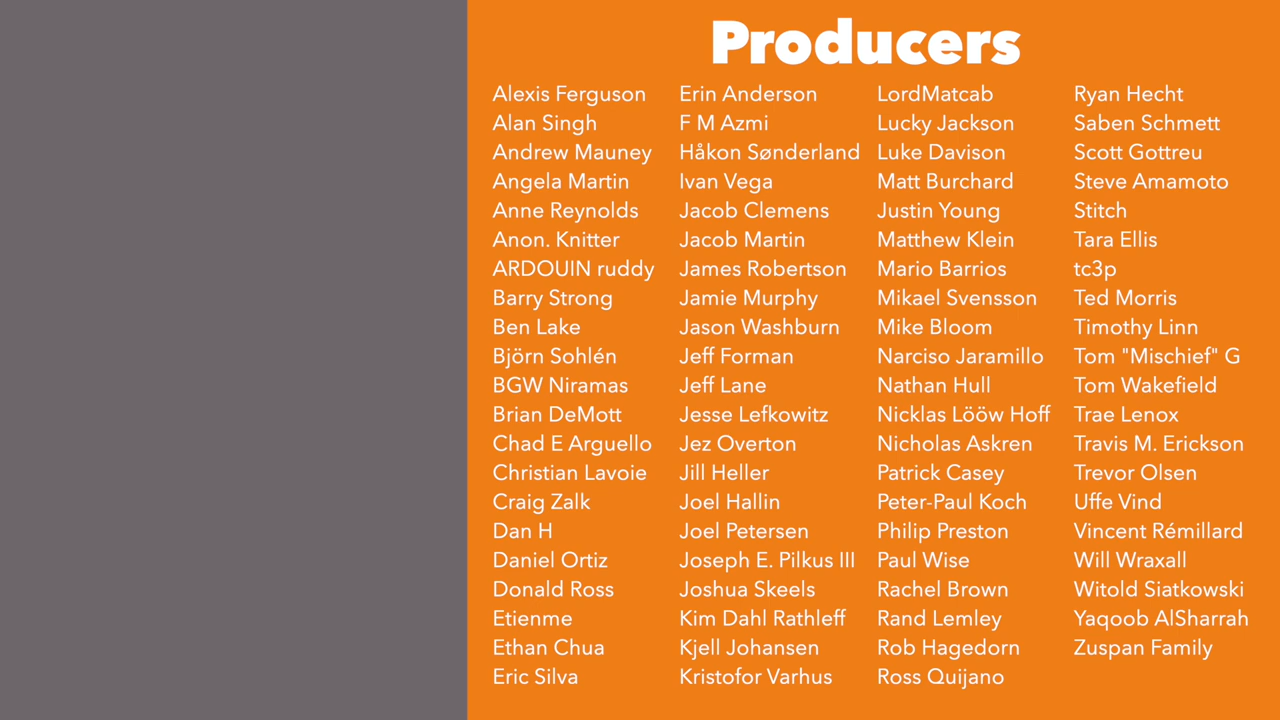 Producers
Alexis Ferguson
Alan Singh
Andrew Mauney
Angela Martin
Anne Reynolds
Anon. Knitter
ARDOUIN ruddy
Barry Strong
Ben Lake
Björn Sohlén
BGW Niramas
Brian DeMott
Chad E Arguello
Christian Lavoie
Craig Zalk
Dan H
Daniel Ortiz
Donald Ross
Etienme
Ethan Chua
Eric Silva
Erin Anderson
F M Azmi
Håkon Sønderland
Ivan Vega
Jacob Clemens
Jacob Martin
James Robertson
Jamie Murphy
Jason Washburn
Jeff Forman
Jeff Lane
Jesse Lefkowitz
Jez Overton
Jill Heller
Joel Hallin
Joel Petersen
Joseph E. Pilkus III
Joshua Skeels
Kim Dahl Rathleff
Kjell Johansen
Kristofor Varhus
LordMatcab
Lucky Jackson
Luke Davison
Matt Burchard
Justin Young
Matthew Klein
Mario Barrios
Mikael Svensson
Mike Bloom
Narciso Jaramillo
Nathan Hull
Nicklas Lööw Hoff
Nicholas Askren
Patrick Casey
Peter-Paul Koch
Philip Preston
Paul Wise
Rachel Brown
Rand Lemley
Rob Hagedorn
Ross Quijano
Ryan Hecht
Saben Schmett
Scott Gottreu
Steve Amamoto
Stitch
Tara Ellis
tc3p
Ted Morris
Timothy Linn
Tom "Mischief" G
Tom Wakefield
Trae Lenox
Travis M. Erickson
Trevor Olsen
Uffe Vind
Vincent Rémillard
Will Wraxall
Witold Siatkowski
Yaqoob AlSharrah
Zuspan Family